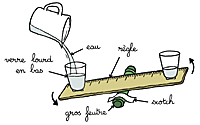 eau
règle
verre lourd
en bas
gros feutre
scotch